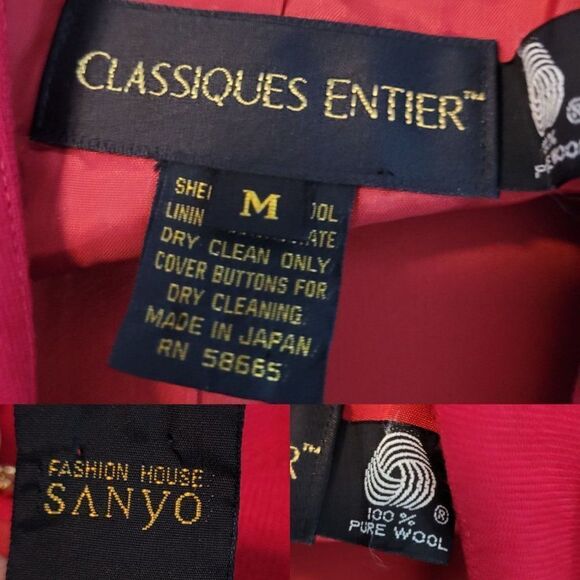 CLASSIQUES ENTIER™
®
M
DRY CLEAN ONLY
COVER BUTTONS FOR
DRY CLEANING.
MADE IN JAPAN
RN 58665
FASHION HOUSE
SANYO
™
®
100%
PURE WOOL